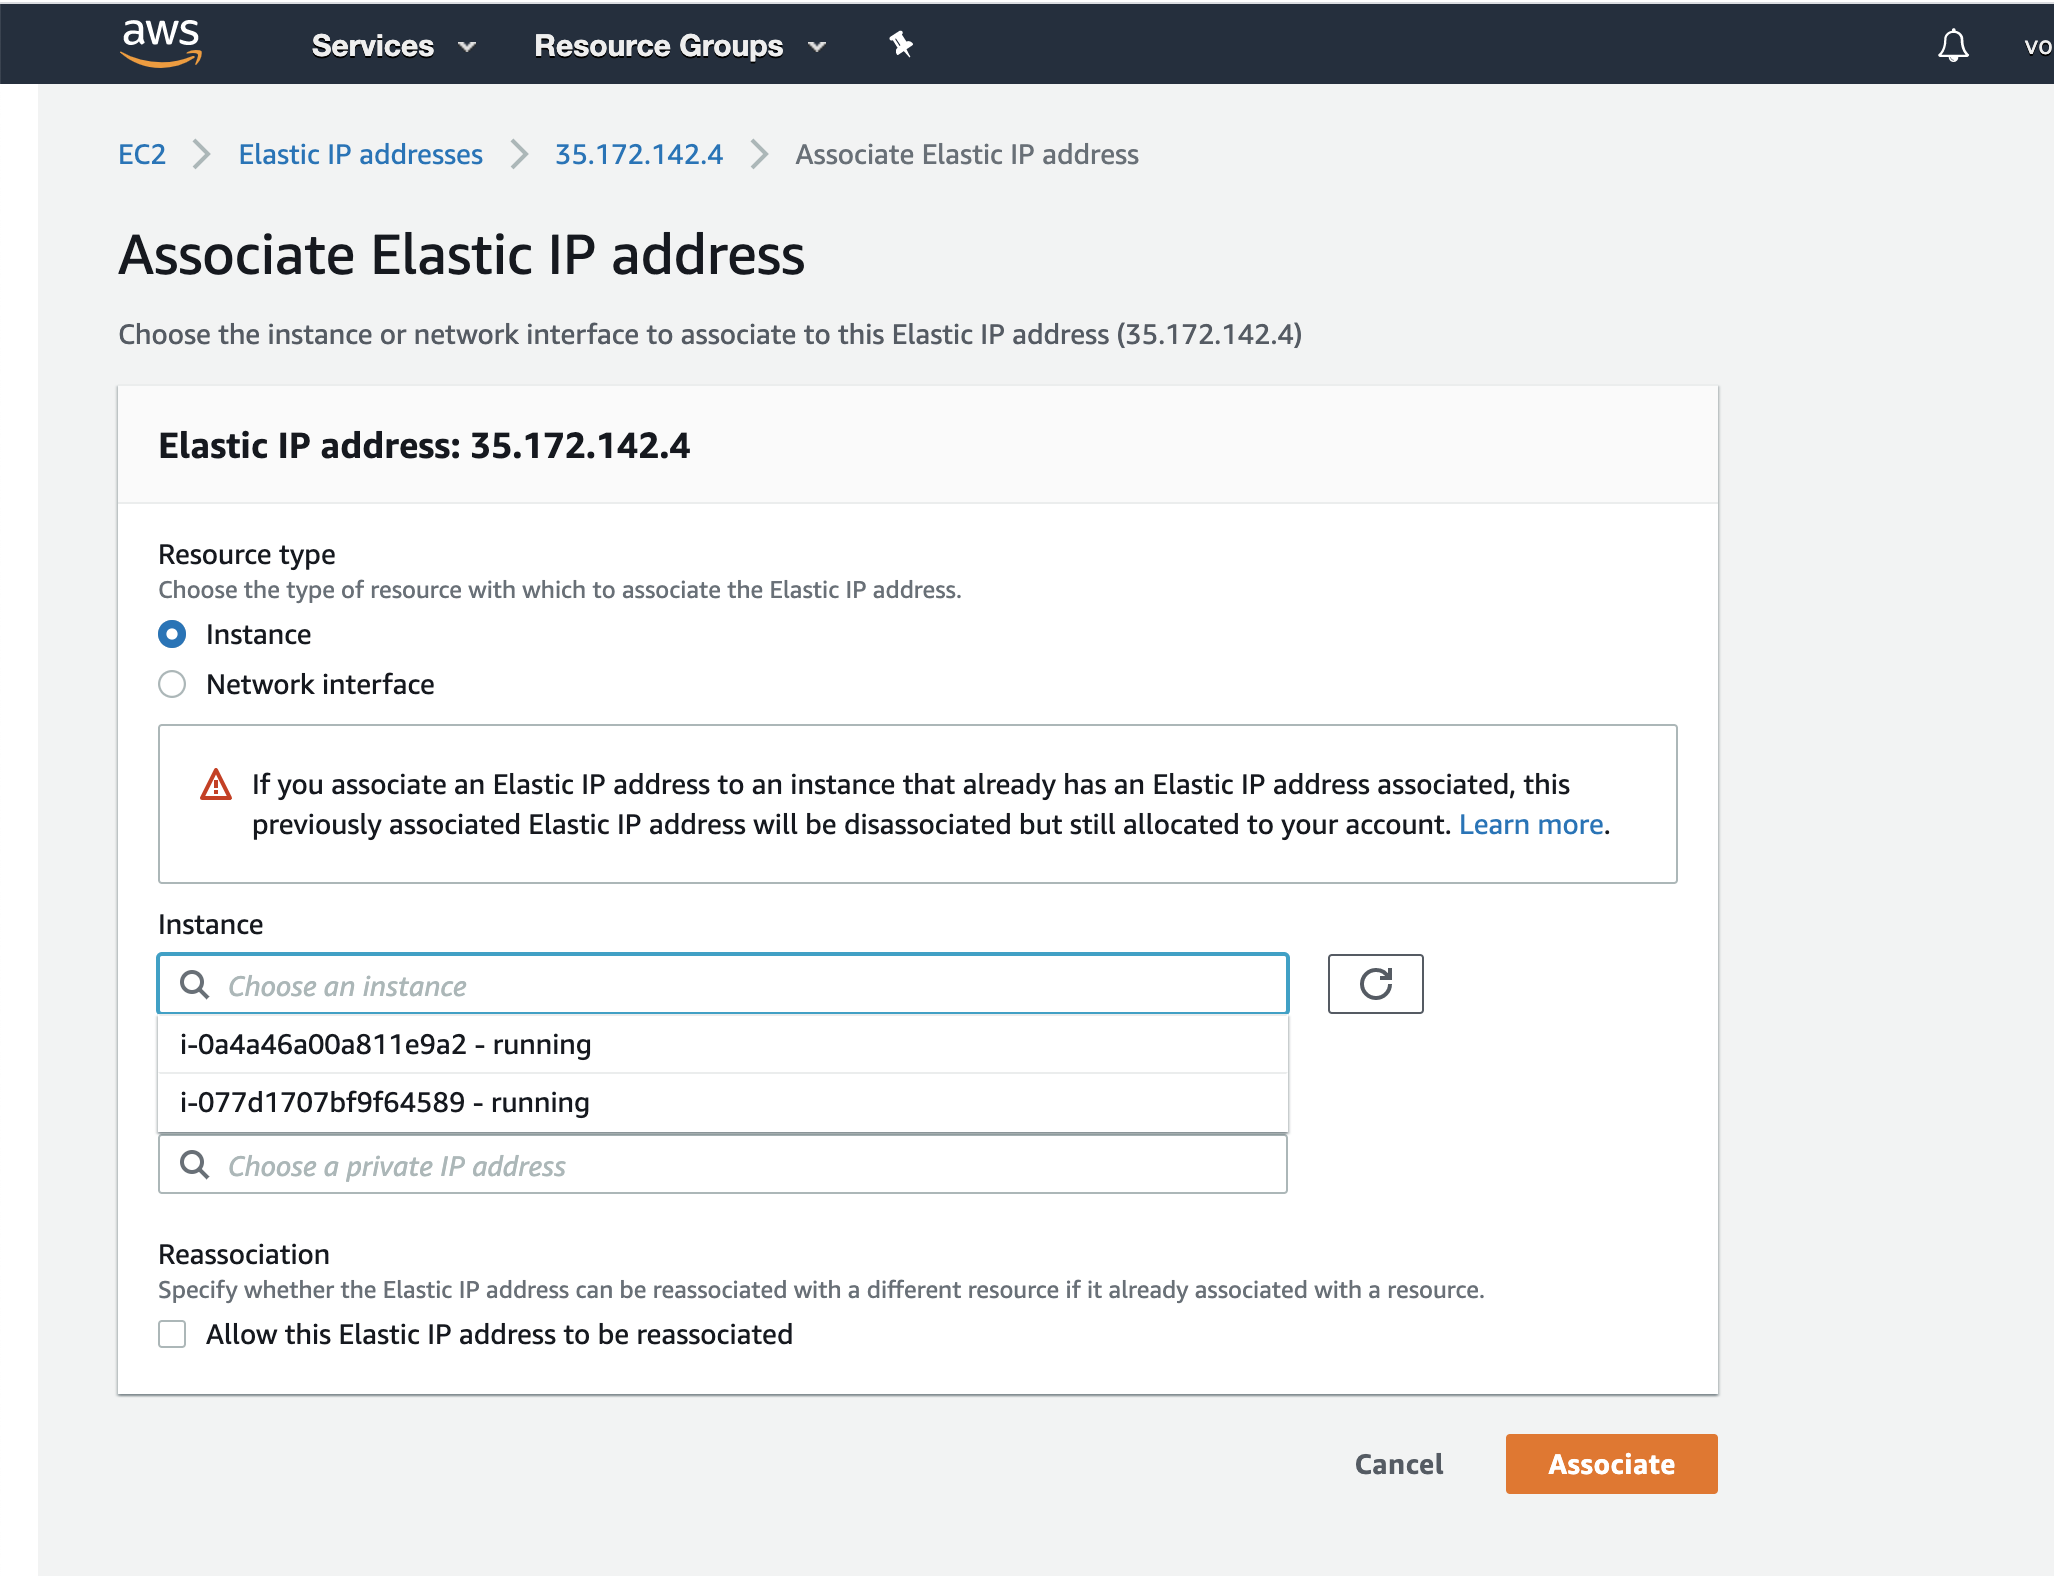 aws Services Resource Groups vo
EC2 Elastic IP addresses 35.172.142.4 Associate Elastic IP address
Associate Elastic IP address
Choose the instance or network interface to associate to this Elastic IP address (35.172.142.4)
Elastic IP address: 35.172.142.4
Resource type
Choose the type of resource with which to associate the Elastic IP address.
Instance
Network interface
If you associate an Elastic IP address to an instance that already has an Elastic IP address associated, this
previously associated Elastic IP address will be disassociated but still allocated to your account. Learn more.
Instance
Choose an instance
i-0a4a46a00a811e9a2 - running
i-077d1707bf9f64589 - running
Choose a private IP address
Reassociation
Specify whether the Elastic IP address can be reassociated with a different resource if it already associated with a resource.
Allow this Elastic IP address to be reassociated
Cancel Associate